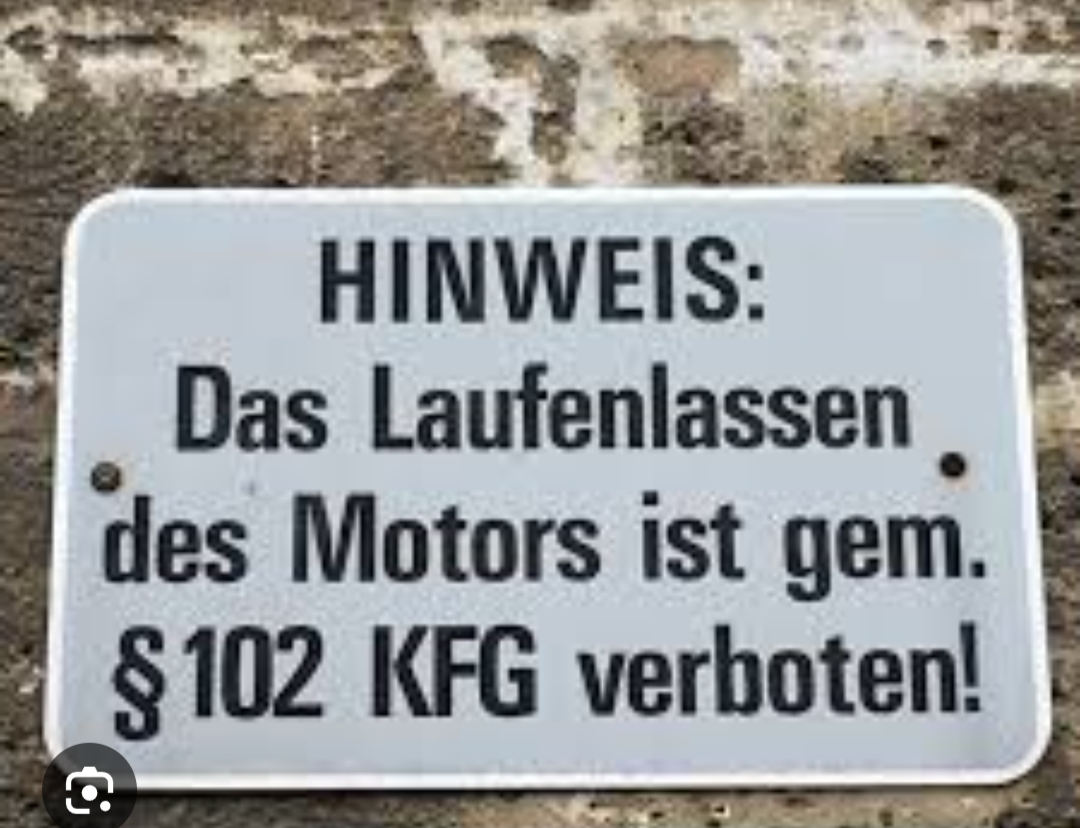 HINWEIS:
Das Laufenlassen
des Motors ist gem.
§ 102 KFG verboten!